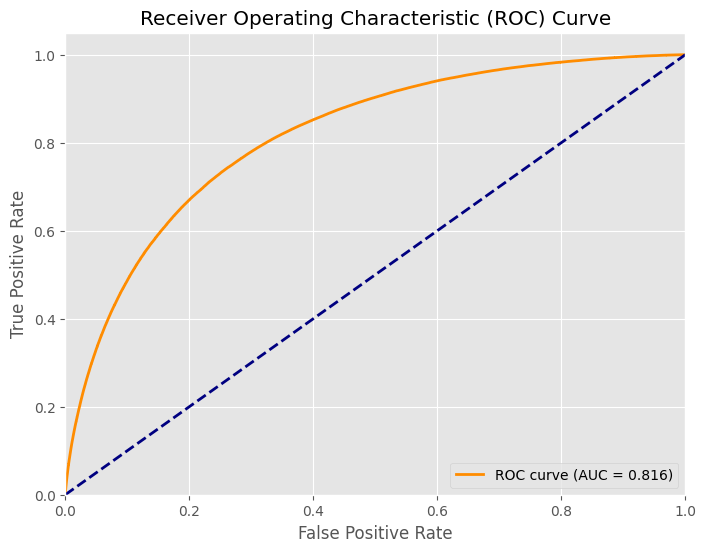 Receiver Operating Characteristic (ROC) Curve
1.0
0.8
0.6
0.4
0.2
0.0
True Positive Rate
ROC curve (AUC = 0.816)
0.0 0.2 0.4 0.6 0.8 1.0
False Positive Rate